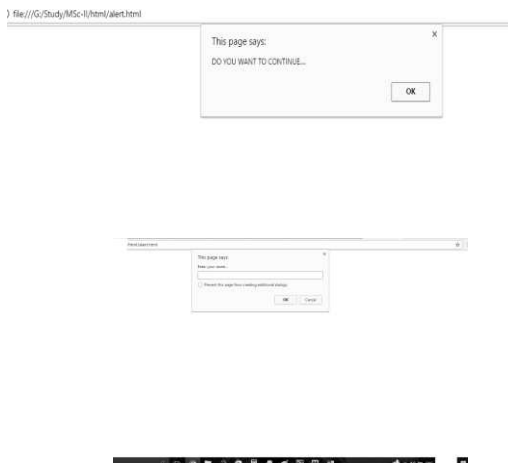 file:///G:/Study/MSc-II/html/alert.html
This page says: X
DO YOU WANT TO CONTINUE...
OK
This page says: x
Enter your name:
Prevent this page from creating additional dialogs.
OK Cancel